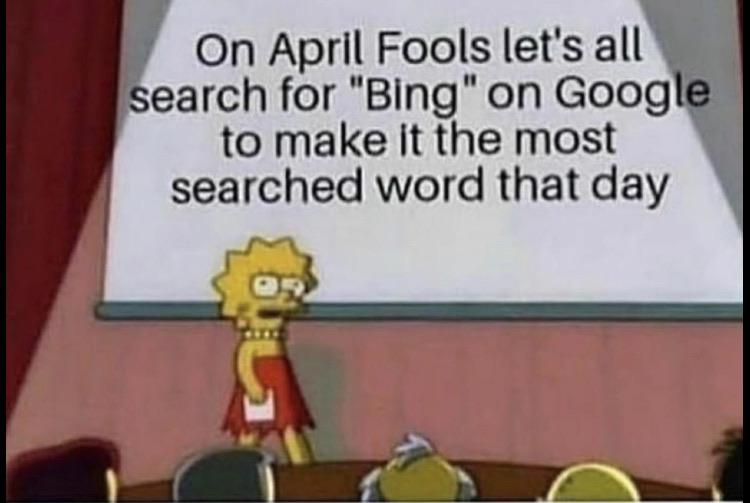 On April Fools let's all
search for "Bing" on Google
to make it the most
searched word that day